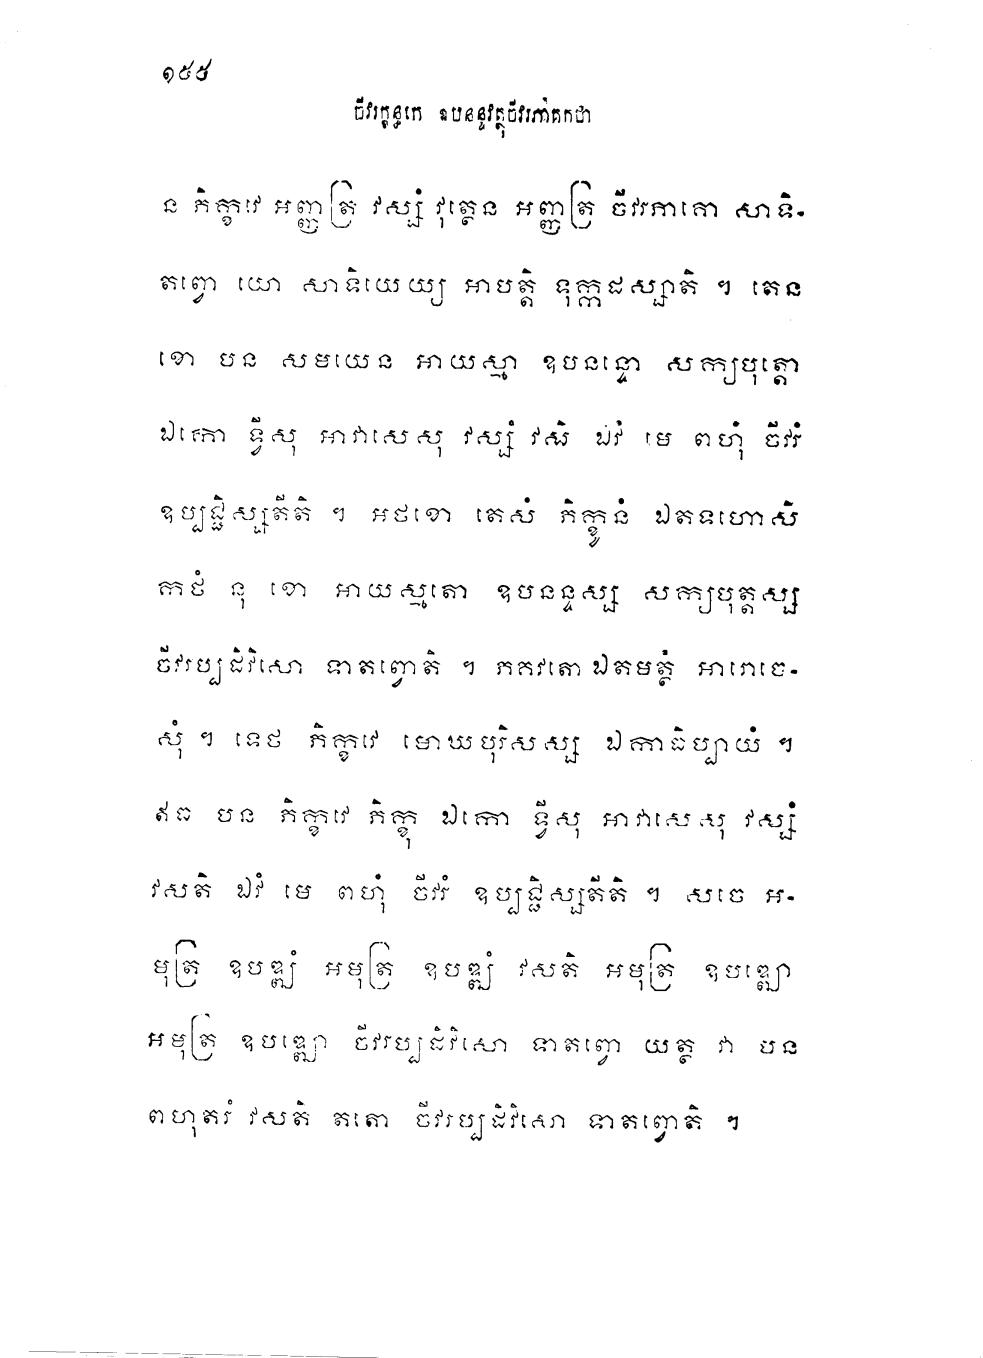 ១៥៥
ចីវរក្ខន្ធកេ ឧបនន្ទវត្ថុចីវរភាគកថា
ន ភិក្ខវេ អញ្ញត្រ វស្សំ វុត្ថេន អញ្ញត្រ ចីវរភាគោ សាទិ-
តព្វោ យោ សាទិយេយ្យ អាបត្តិ ទុក្កដស្សាតិ ។ តេន
ខោ បន សមយេន អាយស្មា ឧបនន្ទោ សក្យបុត្តោ
ឯកោ ទ្វីសុ អាវាសេសុ វស្សំ វសិ ឯវំ មេ ពហុំ ចីវរំ
ឧប្បជ្ជិស្សតីតិ ។ អថខោ តេសំ ភិក្ខូនំ ឯតទហោសិ
កថំ នុ ខោ អាយស្មតោ ឧបនន្ទស្ស សក្យបុត្តស្ស
ចីវរប្បដិវិសោ ទាតព្វោតិ ។ ភគវតោ ឯតមត្ថំ អារោចេ-
សុំ ។ ទេថ ភិក្ខវេ មោឃបុរិសស្ស ឯកាធិប្បាយំ ។
ឥធ បន ភិក្ខវេ ភិក្ខុ ឯកោ ទ្វីសុ អាវាសេសុ វស្សំ
វសតិ ឯវំ មេ ពហុំ ចីវរំ ឧប្បជ្ជិស្សតីតិ ។ សចេ អ-
មុត្រ ឧបឌ្ឍំ អមុត្រ ឧបឌ្ឍំ វសតិ អមុត្រ ឧបឌ្ឍោ
អមុត្រ ឧបឌ្ឍោ ចីវរប្បដិវិសោ ទាតព្វោ យត្ថ វា បន
ពហុតរំ វសតិ តតោ ចីវរប្បដិវិសោ ទាតព្វោតិ ។